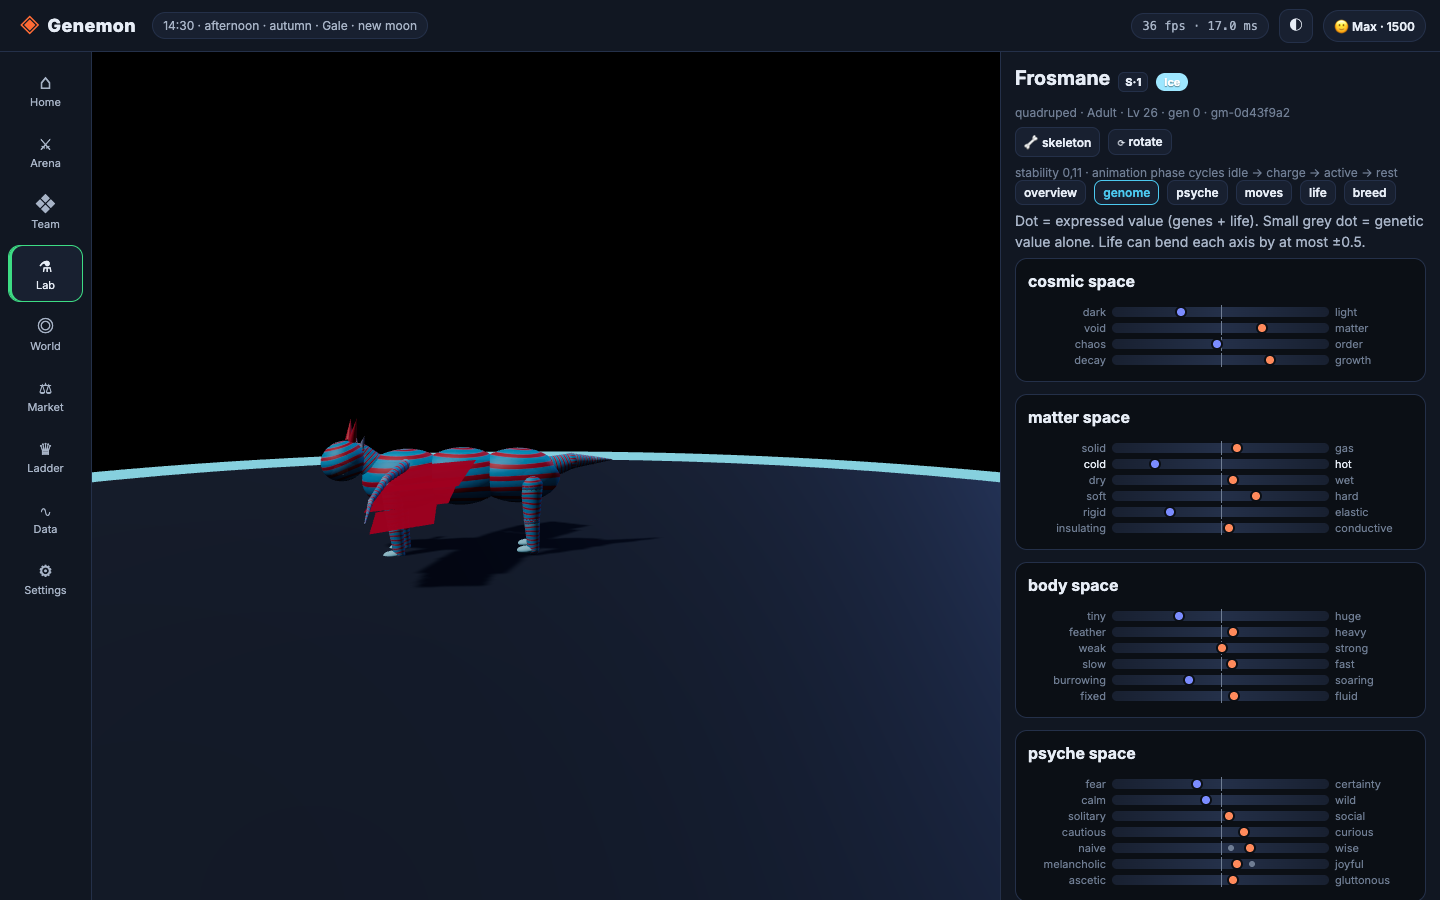 Genemon
14:30 · afternoon · autumn · Gale · new moon
36 fps · 17.0 ms
Max · 1500
Home
Arena
Team
Lab
World
Market
Ladder
Data
Settings
Frosmane S·1 Ice
quadruped · Adult · Lv 26 · gen 0 · gm-0d43f9a2
skeleton
rotate
stability 0,11 · animation phase cycles idle → charge → active → rest
overview genome psyche moves life breed
Dot = expressed value (genes + life). Small grey dot = genetic
value alone. Life can bend each axis by at most ±0.5.
cosmic space
dark light
void matter
chaos order
decay growth
matter space
solid gas
cold hot
dry wet
soft hard
rigid elastic
insulating conductive
body space
tiny huge
feather heavy
weak strong
slow fast
burrowing soaring
fixed fluid
psyche space
fear certainty
calm wild
solitary social
cautious curious
naive wise
melancholic joyful
ascetic gluttonous